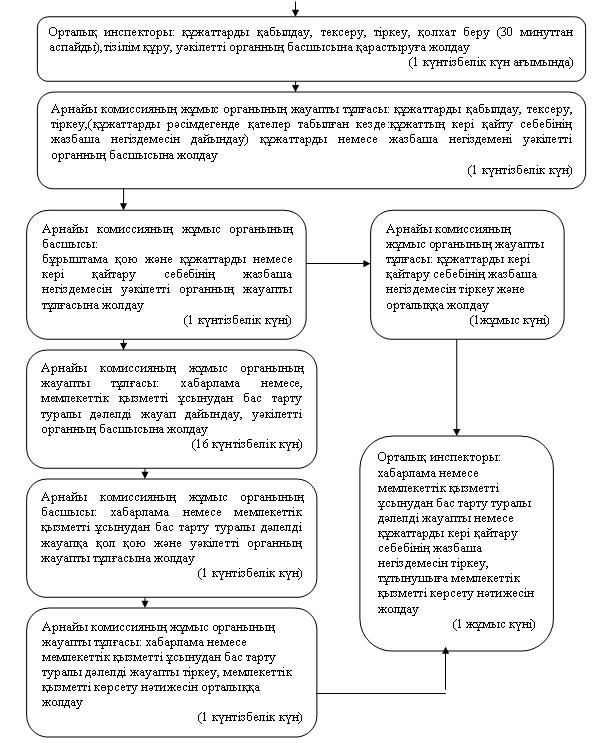 Орталық инспекторы: құжаттарды қабылдау, тексеру, тіркеу, қолхат беру (30 минуттан
аспайды),тізілім құру, уәкілетті органның басшысына қарастыруға жолдау
(1 күнтізбелік күн ағымында)
Арнайы комиссияның жұмыс органының жауапты тұлғасы: құжаттарды қабылдау, тексеру,
тіркеу,(құжаттарды рәсімдегенде қателер табылған кезде:құжаттың кері қайту себебінің
жазбаша негіздемесін дайындау) құжаттарды немесе жазбаша негіздемені уәкілетті
органның басшысына жолдау
(1 күнтізбелік күн)
Арнайы комиссияның жұмыс органының
басшысы:
бұрыштама қою және құжаттарды немесе
кері қайтару себебінің жазбаша
негіздемесін уәкілетті органның жауапты
тұлғасына жолдау
(1 күнтізбелік күні)
Арнайы комиссияның
жұмыс органының жауапты
тұлғасы: құжаттарды кері
қайтару себебінің жазбаша
негіздемесін тіркеу және
орталыққа жолдау
(1жұмыс күні)
Арнайы комиссияның жұмыс органының
жауапты тұлғасы: хабарлама немесе,
мемлекеттік қызметті ұсынудан бас тарту
туралы дәлелді жауап дайындау, уәкілетті
органның басшысына жолдау
(16 күнтізбелік күн)
Арнайы комиссияның жұмыс органының
басшысы: хабарлама немесе мемлекеттік
қызметті ұсынудан бас тарту туралы дәлелді
жауапқа қол қою және уәкілетті органның
жауапты тұлғасына жолдау
(1 күнтізбелік күн)
Арнайы комиссияның жұмыс органының
жауапты тұлғасы: хабарлама немесе
мемлекеттік қызметті ұсынудан бас тарту
туралы дәлелді жауапты тіркеу, мемлекеттік
қызметті көрсету нәтижесін орталыққа
жолдау
(1 күнтізбелік күн)
Орталық инспекторы:
хабарлама немесе
мемлекеттік қызметті
ұсынудан бас тарту туралы
дәлелді жауапты немесе
құжаттарды кері қайтару
себебінің жазбаша
негіздемесін тіркеу,
тұтынушыға мемлекеттік
қызметті көрсету нәтижесін
жолдау
(1 жұмыс күні)